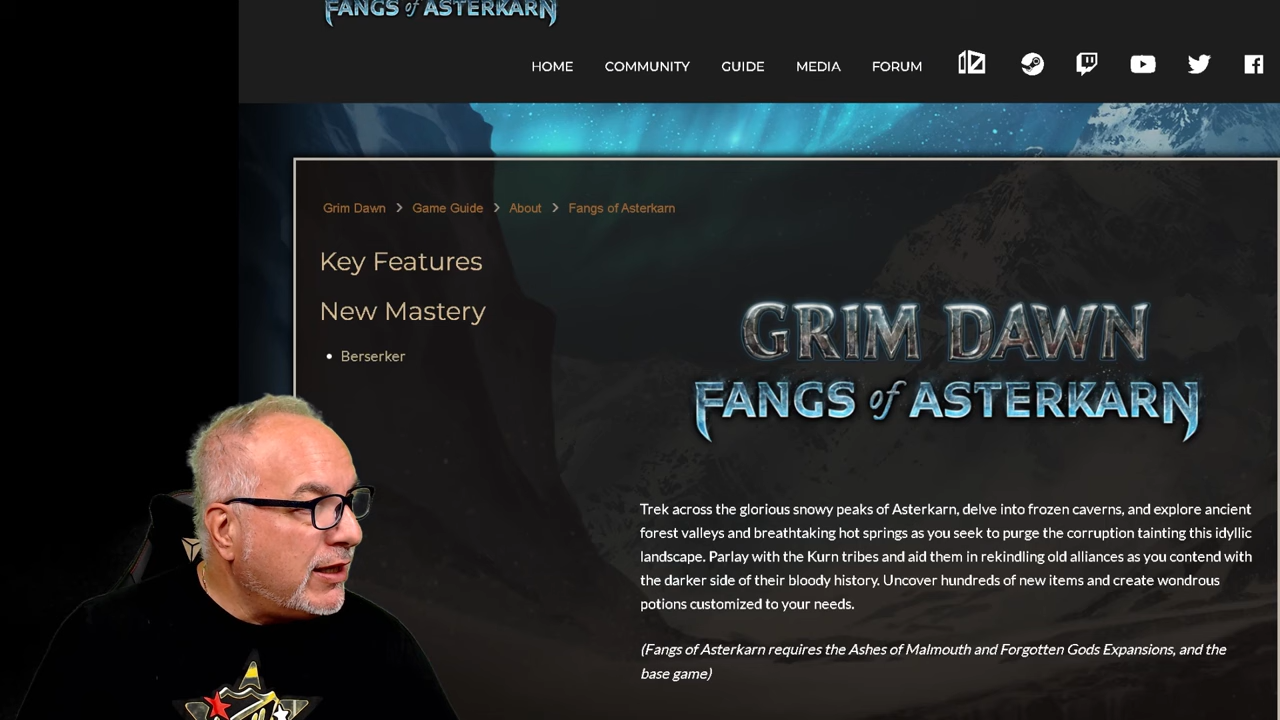 FANGS of ASTERKARN
HOME COMMUNITY GUIDE MEDIA FORUM
Grim Dawn > Game Guide > About > Fangs of Asterkarn
Key Features
New Mastery
• Berserker
GRIM DAWN
FANGS of ASTERKARN
Trek across the glorious snowy peaks of Asterkarn, delve into frozen caverns, and explore ancient
forest valleys and breathtaking hot springs as you seek to purge the corruption tainting this idyllic
landscape. Parlay with the Kurn tribes and aid them in rekindling old alliances as you contend with
the darker side of their bloody history. Uncover hundreds of new items and create wondrous
potions customized to your needs.
(Fangs of Asterkarn requires the Ashes of Malmouth and Forgotten Gods Expansions, and the
base game)